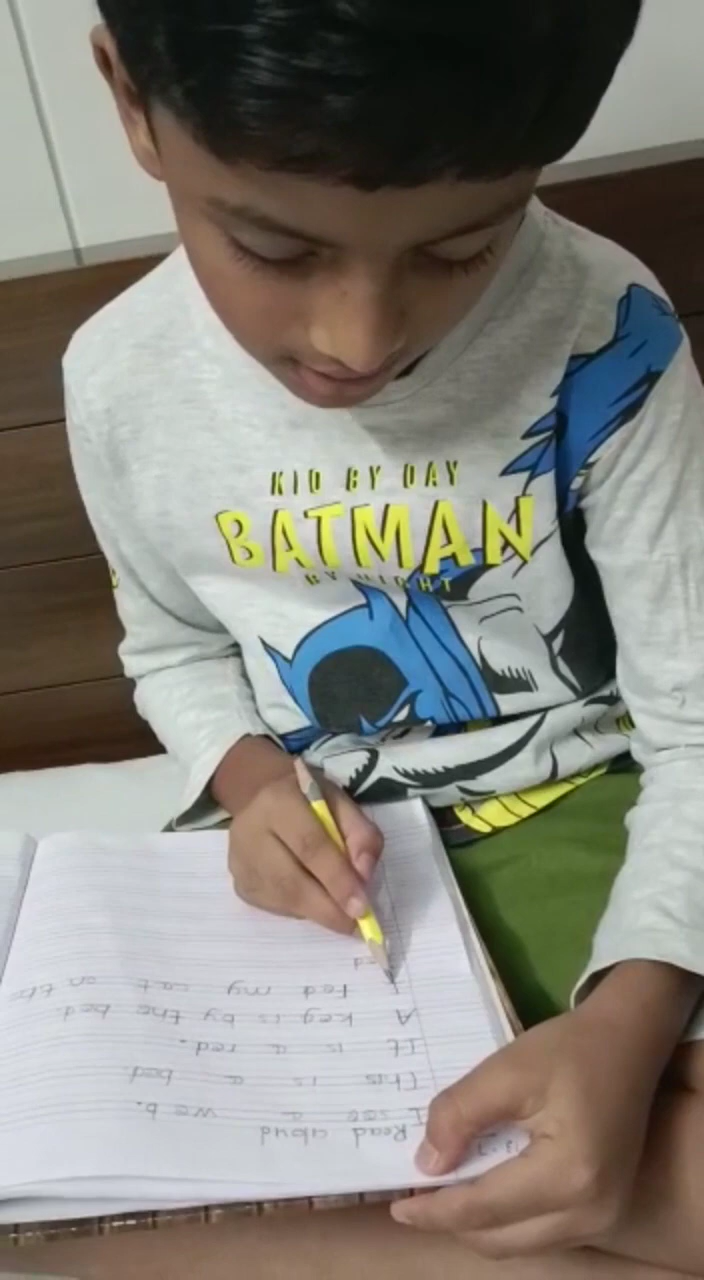 KID BY DAY
BATMAN
BY NIGHT
Read aloud
I see a web.
This is a bed
It is a red.
A keg is by the bed.
I fed my cat on the